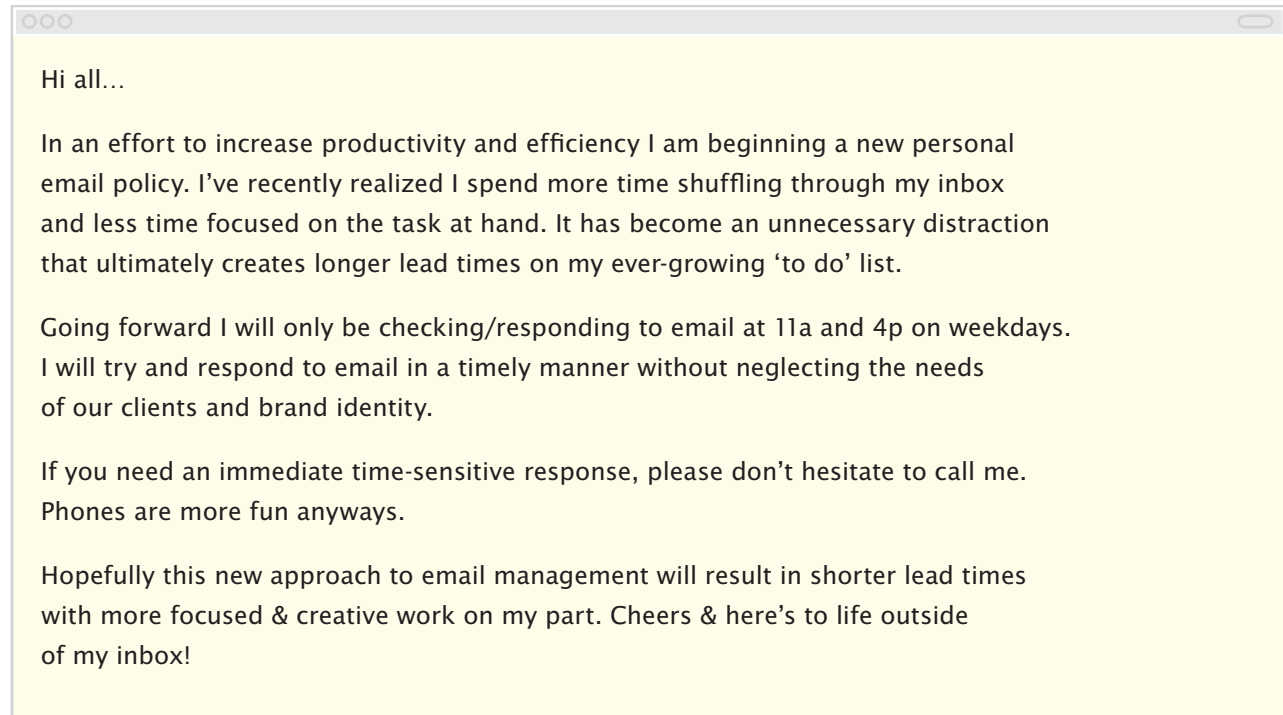 Hi all…
In an effort to increase productivity and efficiency I am beginning a new personal
email policy. I’ve recently realized I spend more time shuffling through my inbox
and less time focused on the task at hand. It has become an unnecessary distraction
that ultimately creates longer lead times on my ever-growing ‘to do’ list.
Going forward I will only be checking/responding to email at 11a and 4p on weekdays.
I will try and respond to email in a timely manner without neglecting the needs
of our clients and brand identity.
If you need an immediate time-sensitive response, please don’t hesitate to call me.
Phones are more fun anyways.
Hopefully this new approach to email management will result in shorter lead times
with more focused & creative work on my part. Cheers & here’s to life outside
of my inbox!